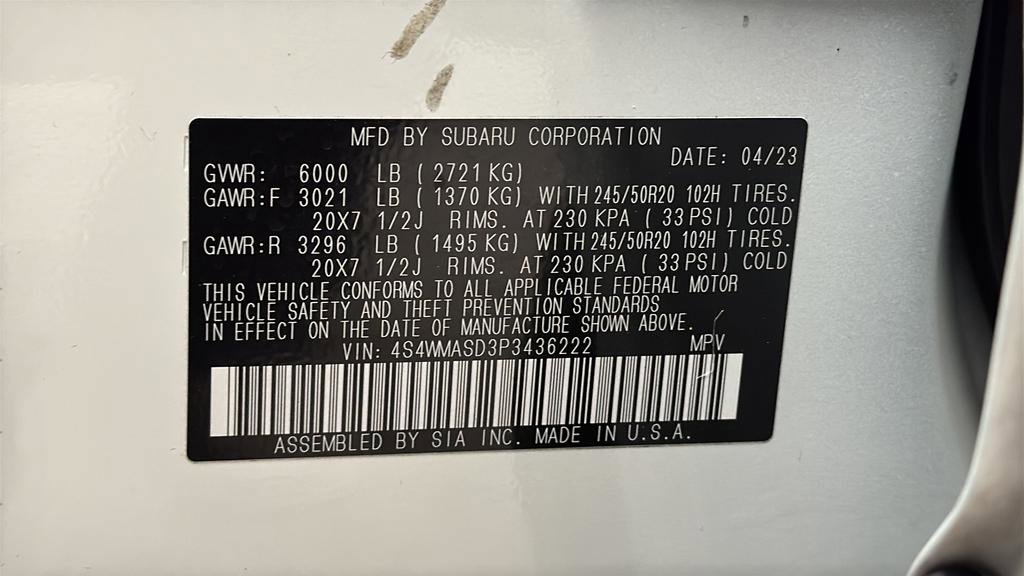 MFD BY SUBARU CORPORATION
DATE: 04/23
GVWR: 6000 LB ( 2721 KG)
GAWR:F 3021 LB ( 1370 KG) WITH 245/50R20 102H TIRES.
20X7 1/2J RIMS. AT 230 KPA ( 33 PSI) COLD
GAWR:R 3296 LB ( 1495 KG) WITH 245/50R20 102H TIRES.
20X7 1/2J RIMS. AT 230 KPA ( 33 PSI) COLD
THIS VEHICLE CONFORMS TO ALL APPLICABLE FEDERAL MOTOR
VEHICLE SAFETY AND THEFT PREVENTION STANDARDS
IN EFFECT ON THE DATE OF MANUFACTURE SHOWN ABOVE.
VIN: 4S4WMASD3P3436222 MPV
ASSEMBLED BY SIA INC. MADE IN U.S.A.